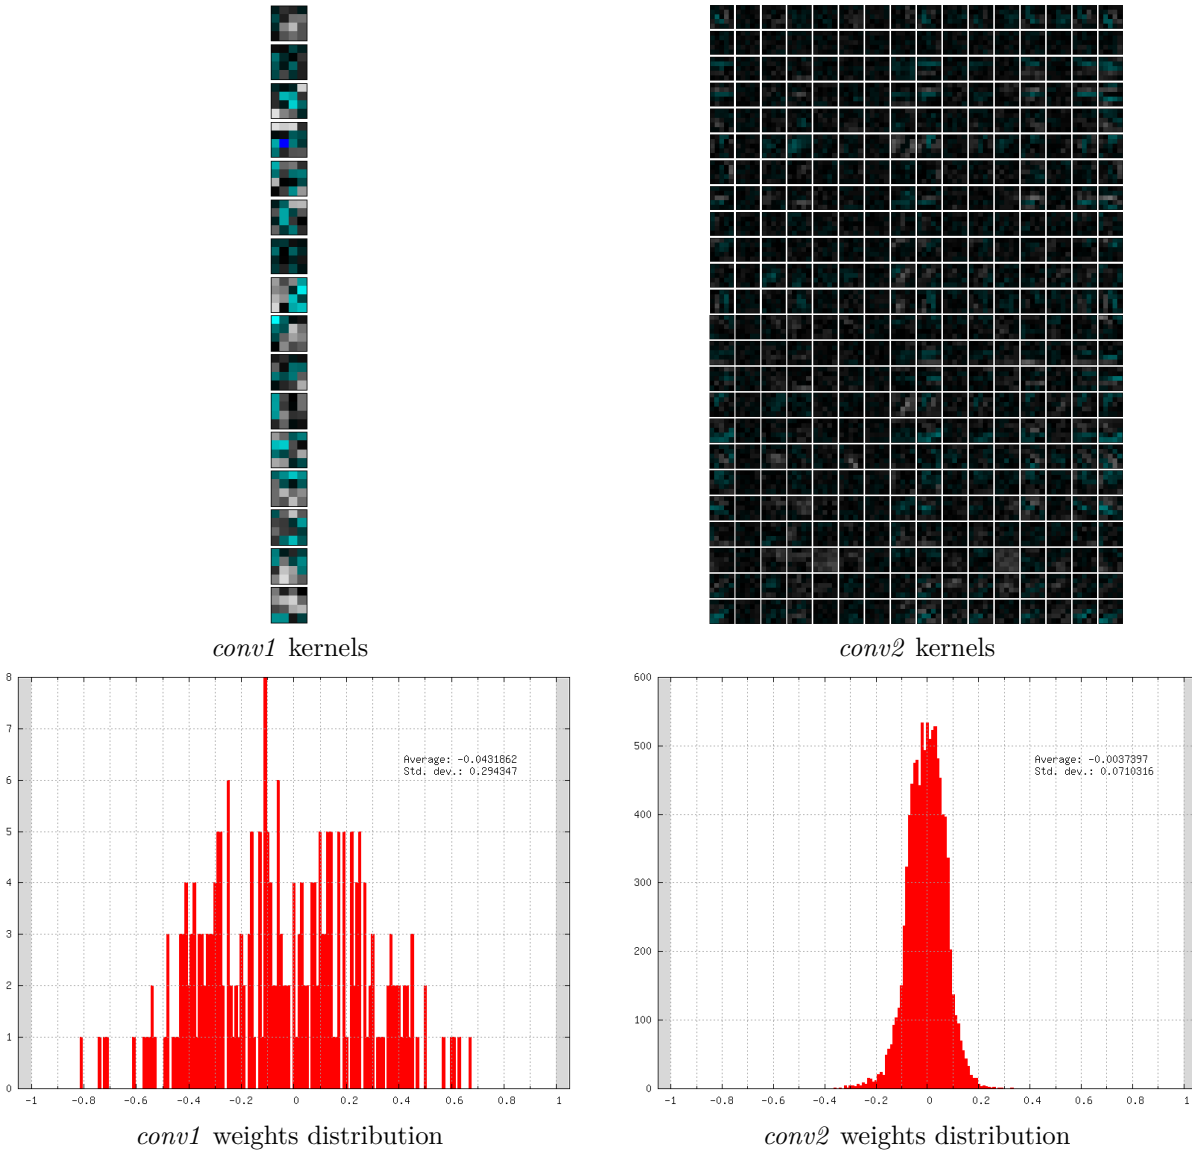 conv1 kernels
conv2 kernels
8
7
6
5
4
3
2
1
0
Average: -0.0431862
Std. dev.: 0.294347
-1 -0.8 -0.6 -0.4 -0.2 0 0.2 0.4 0.6 0.8 1
600
500
400
300
200
100
0
Average: -0.0037397
Std. dev.: 0.0710316
-1 -0.8 -0.6 -0.4 -0.2 0 0.2 0.4 0.6 0.8 1
conv1 weights distribution
conv2 weights distribution